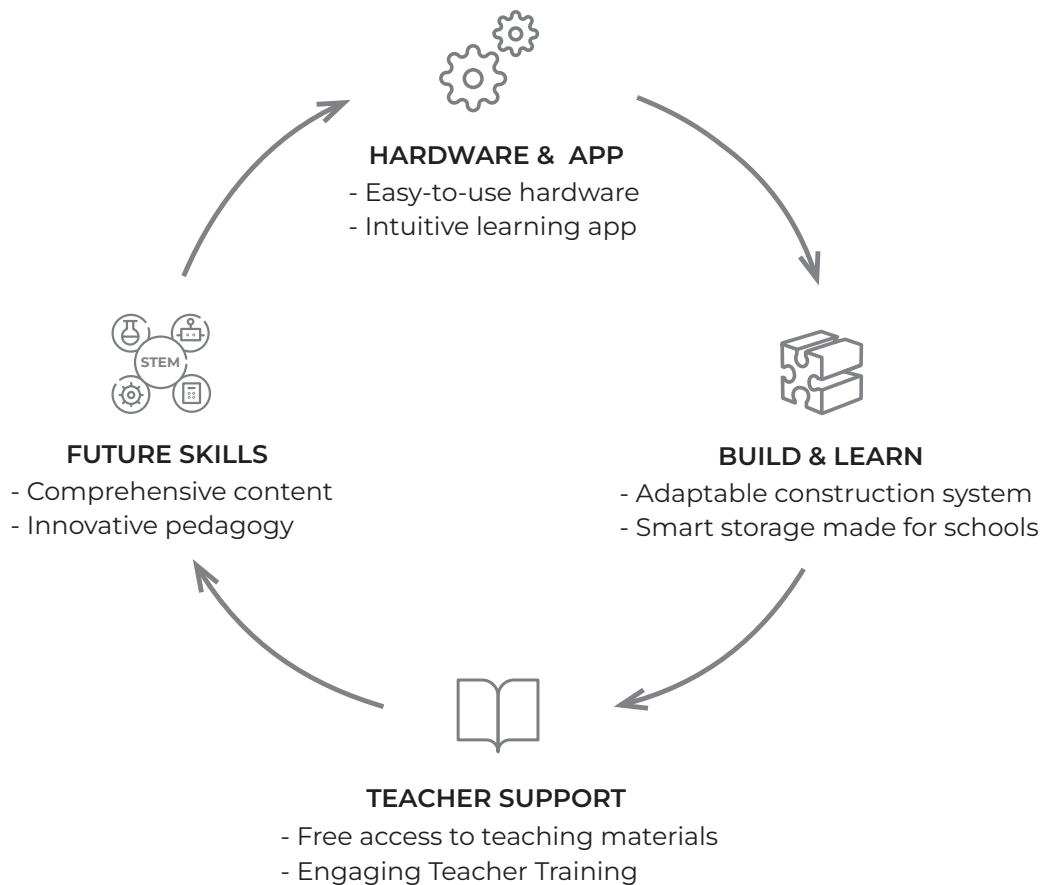 HARDWARE & APP
- Easy-to-use hardware
- Intuitive learning app
STEM
FUTURE SKILLS
- Comprehensive content
- Innovative pedagogy
BUILD & LEARN
- Adaptable construction system
- Smart storage made for schools
TEACHER SUPPORT
- Free access to teaching materials
- Engaging Teacher Training